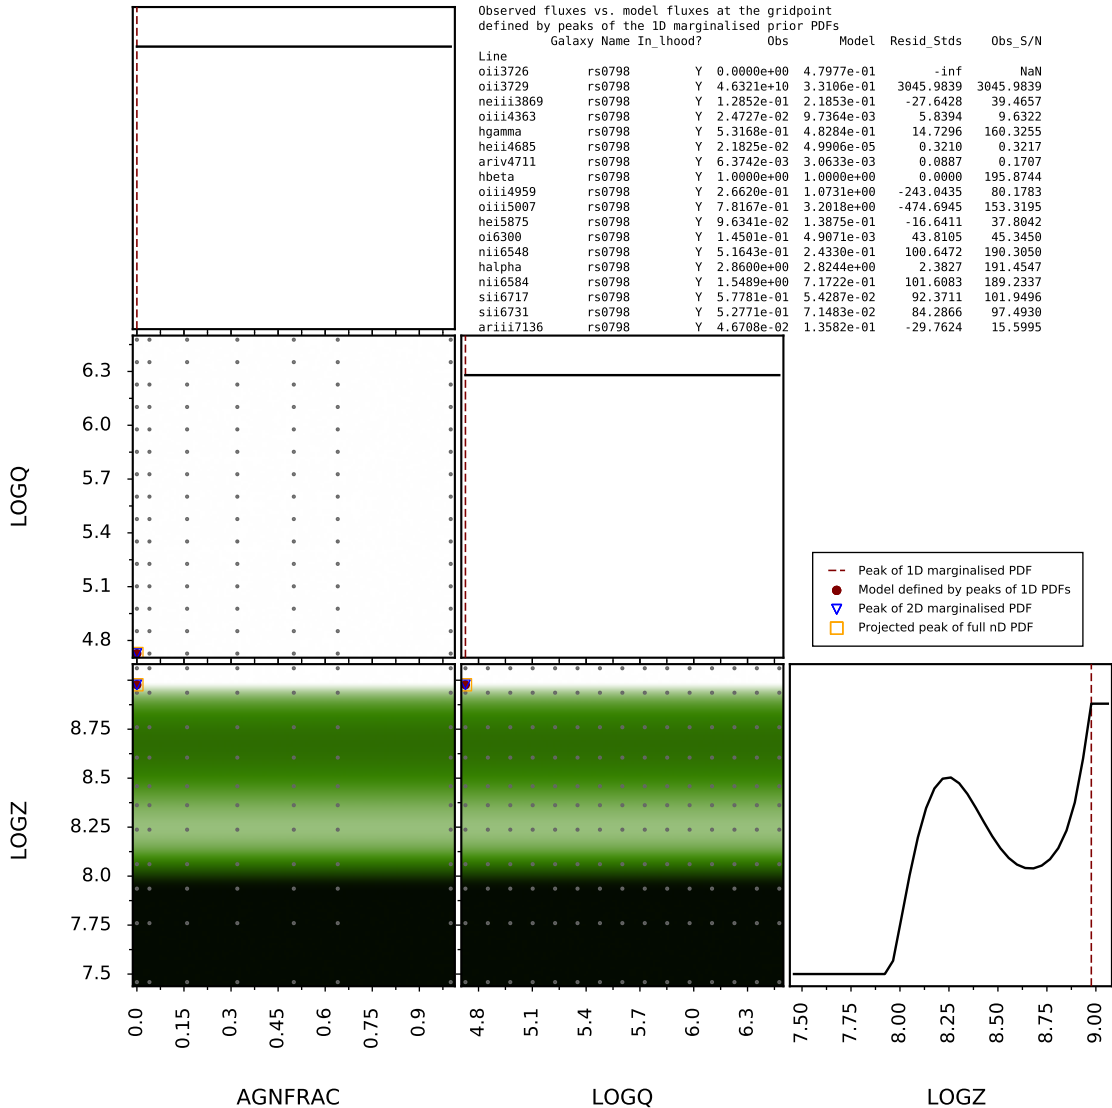 Observed fluxes vs. model fluxes at the gridpoint
defined by peaks of the 1D marginalised prior PDFs
Galaxy Name In_lhood? Obs Model Resid_Stds Obs_S/N
Line
oii3726 rs0798 Y 0.0000e+00 4.7977e-01 -inf NaN
oii3729 rs0798 Y 4.6321e+10 3.3106e-01 3045.9839 3045.9839
neiii3869 rs0798 Y 1.2852e-01 2.1853e-01 -27.6428 39.4657
oiii4363 rs0798 Y 2.4727e-02 9.7364e-03 5.8394 9.6322
hgamma rs0798 Y 5.3168e-01 4.8284e-01 14.7296 160.3255
heii4685 rs0798 Y 2.1825e-02 4.9906e-05 0.3210 0.3217
ariv4711 rs0798 Y 6.3742e-03 3.0633e-03 0.0887 0.1707
hbeta rs0798 Y 1.0000e+00 1.0000e+00 0.0000 195.8744
oiii4959 rs0798 Y 2.6620e-01 1.0731e+00 -243.0435 80.1783
oiii5007 rs0798 Y 7.8167e-01 3.2018e+00 -474.6945 153.3195
hei5875 rs0798 Y 9.6341e-02 1.3875e-01 -16.6411 37.8042
oi6300 rs0798 Y 1.4501e-01 4.9071e-03 43.8105 45.3450
nii6548 rs0798 Y 5.1643e-01 2.4330e-01 100.6472 190.3050
halpha rs0798 Y 2.8600e+00 2.8244e+00 2.3827 191.4547
nii6584 rs0798 Y 1.5489e+00 7.1722e-01 101.6083 189.2337
sii6717 rs0798 Y 5.7781e-01 5.4287e-02 92.3711 101.9496
sii6731 rs0798 Y 5.2771e-01 7.1483e-02 84.2866 97.4930
ariii7136 rs0798 Y 4.6708e-02 1.3582e-01 -29.7624 15.5995
6.3
6.0
5.7
5.4
5.1
4.8
LOGQ
Peak of 1D marginalised PDF
Model defined by peaks of 1D PDFs
Peak of 2D marginalised PDF
Projected peak of full nD PDF
8.75
8.5
8.25
8.0
7.75
7.5
LOGZ
0.0 0.15 0.3 0.45 0.6 0.75 0.9
4.8 5.1 5.4 5.7 6.0 6.3
7.50 7.75 8.00 8.25 8.50 8.75 9.00
AGNFRAC LOGQ LOGZ